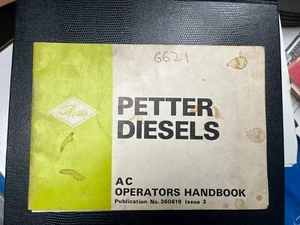 6621
PETTER
DIESELS
AC
OPERATORS HANDBOOK
Publication No. 360619 Issue 3